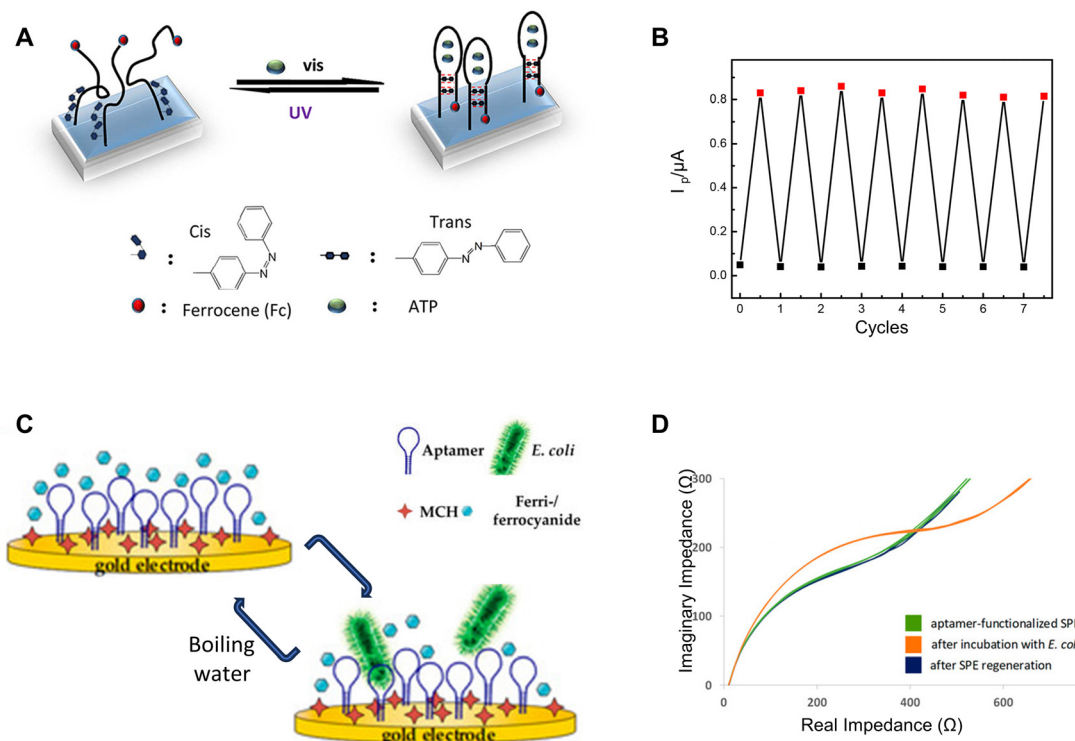 A
vis
UV
Cis
Trans
N
N
N
N
:
:
:
Ferrocene (Fc)
:
ATP
B
I p/µA
0.8
0.6
0.4
0.2
0.0
0 1 2 3 4 5 6 7
Cycles
C
Aptamer
E. coli
MCH
Ferri-/
ferrocyanide
gold electrode
Boiling
water
gold electrode
D
Imaginary Impedance (Ω)
300
200
100
0
aptamer-functionalized SPE
after incubation with E. coli
after SPE regeneration
0 200 400 600
Real Impedance (Ω)